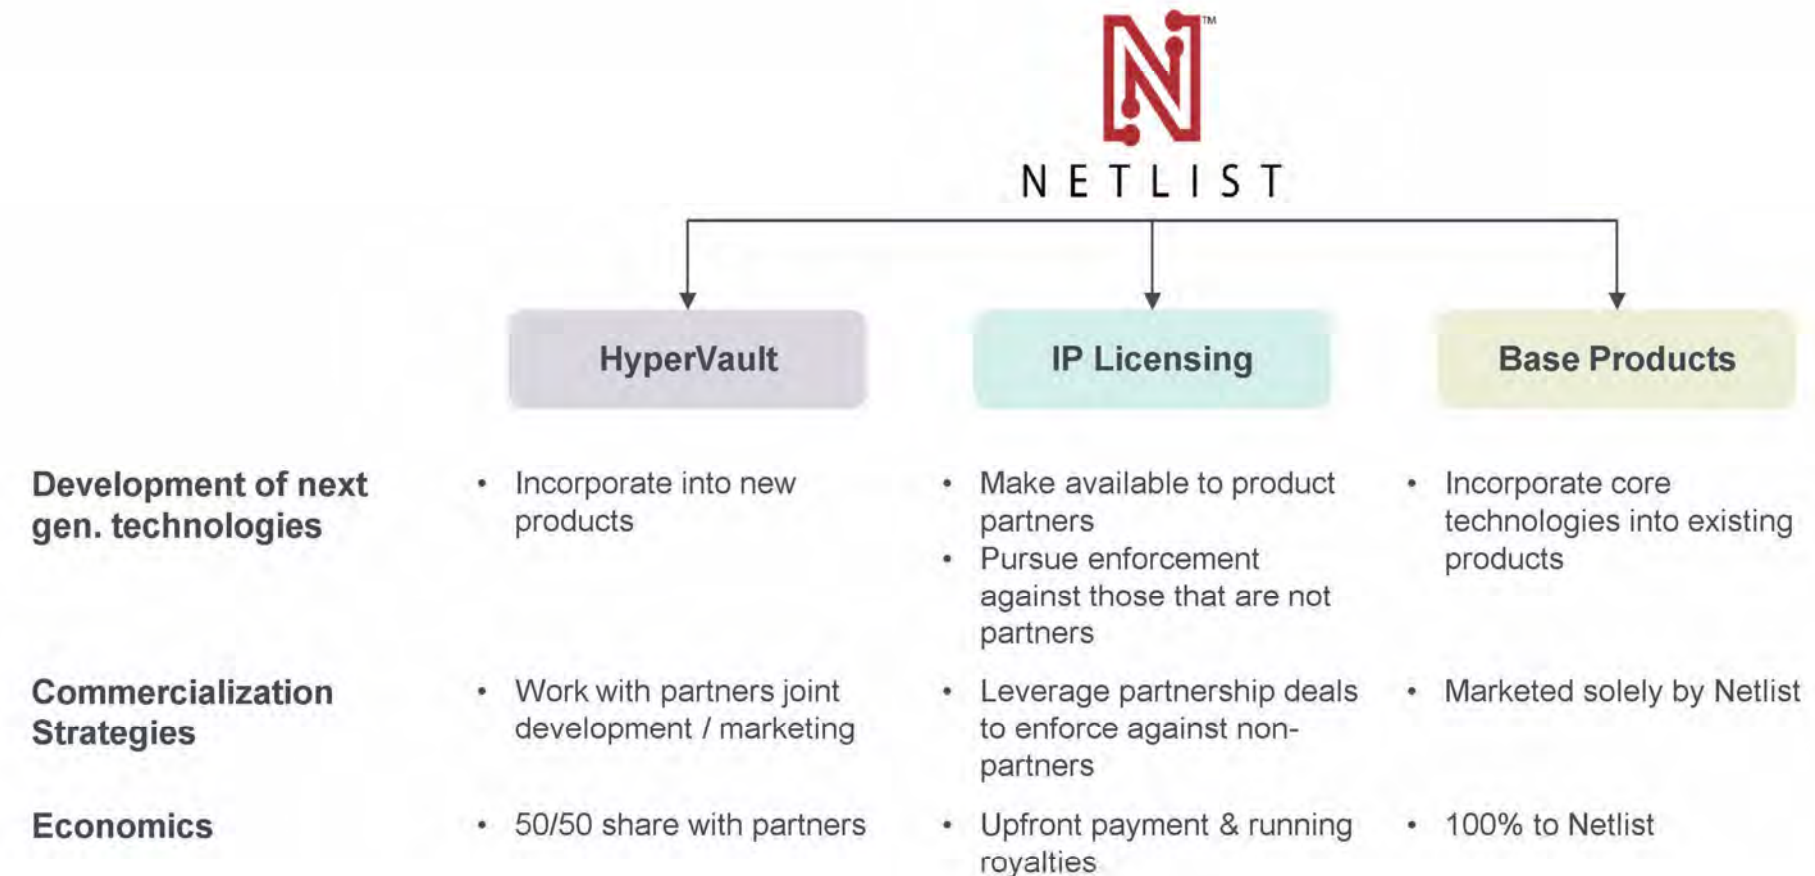 TM
NETLIST
HyperVault
IP Licensing
Base Products
Development of next
gen. technologies
• Incorporate into new
products
• Make available to product
partners
• Pursue enforcement
against those that are not
partners
• Incorporate core
technologies into existing
products
Commercialization
Strategies
• Work with partners joint
development / marketing
• Leverage partnership deals
to enforce against non-
partners
• Marketed solely by Netlist
Economics
• 50/50 share with partners
• Upfront payment & running
royalties
• 100% to Netlist